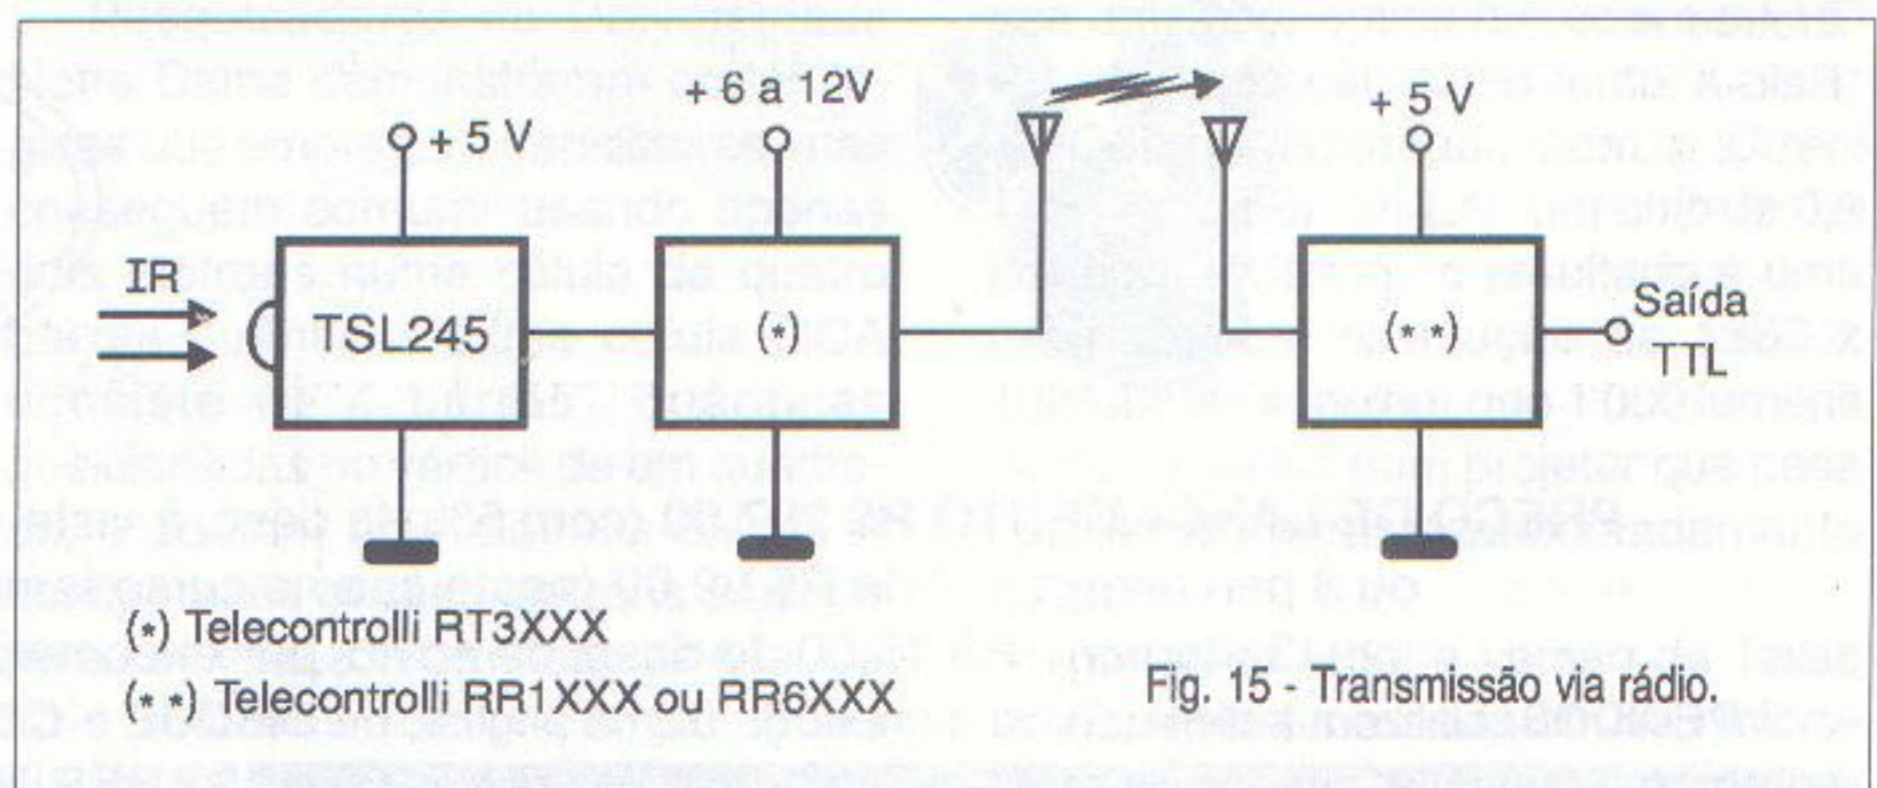 + 5 V
+ 6 a 12V
+ 5 V
IR
TSL245
(*)
(**)
Saída
TTL
(*) Telecontrolli RT3XXX
(**) Telecontrolli RR1XXX ou RR6XXX
Fig. 15 - Transmissão via rádio.